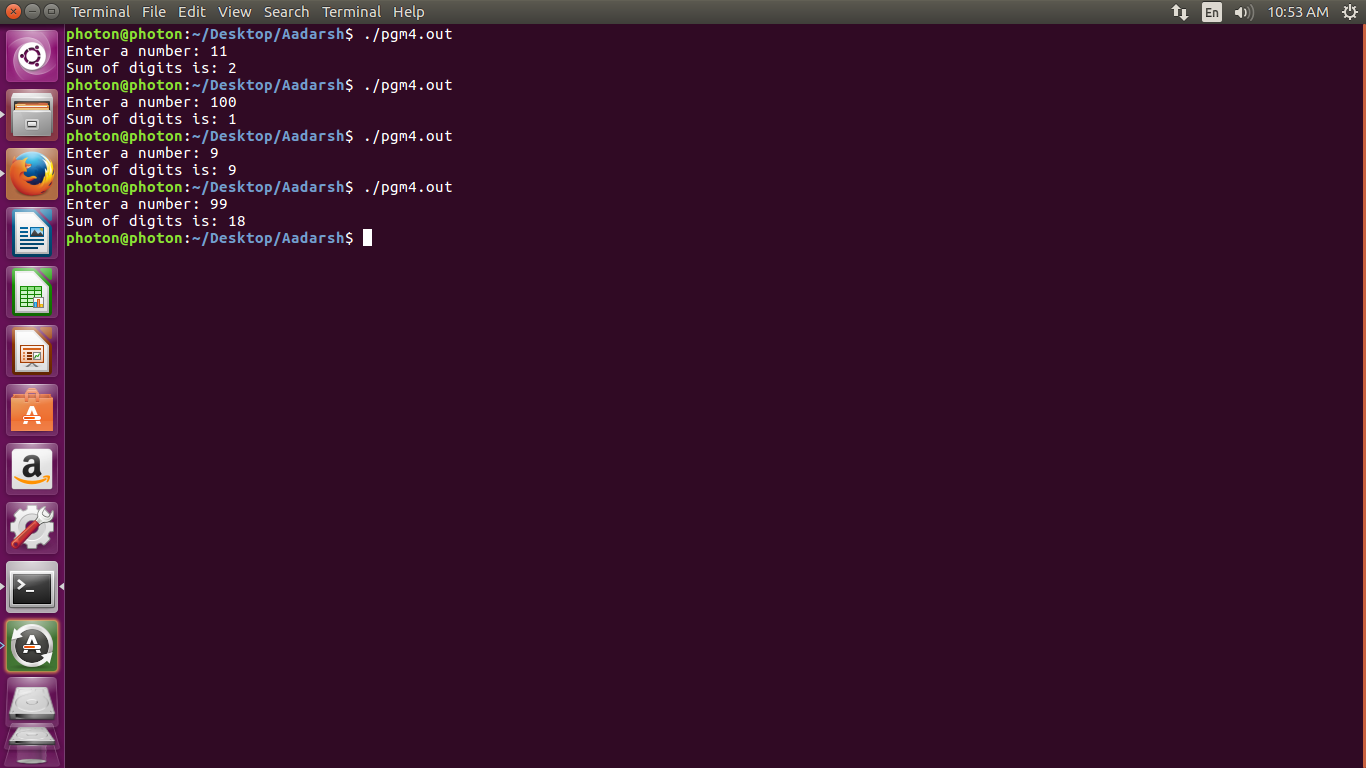 Terminal File Edit View Search Terminal Help En 10:53 AM
photon@photon:~/Desktop/Aadarsh$ ./pgm4.out
Enter a number: 11
Sum of digits is: 2
photon@photon:~/Desktop/Aadarsh$ ./pgm4.out
Enter a number: 100
Sum of digits is: 1
photon@photon:~/Desktop/Aadarsh$ ./pgm4.out
Enter a number: 9
Sum of digits is: 9
photon@photon:~/Desktop/Aadarsh$ ./pgm4.out
Enter a number: 99
Sum of digits is: 18
photon@photon:~/Desktop/Aadarsh$